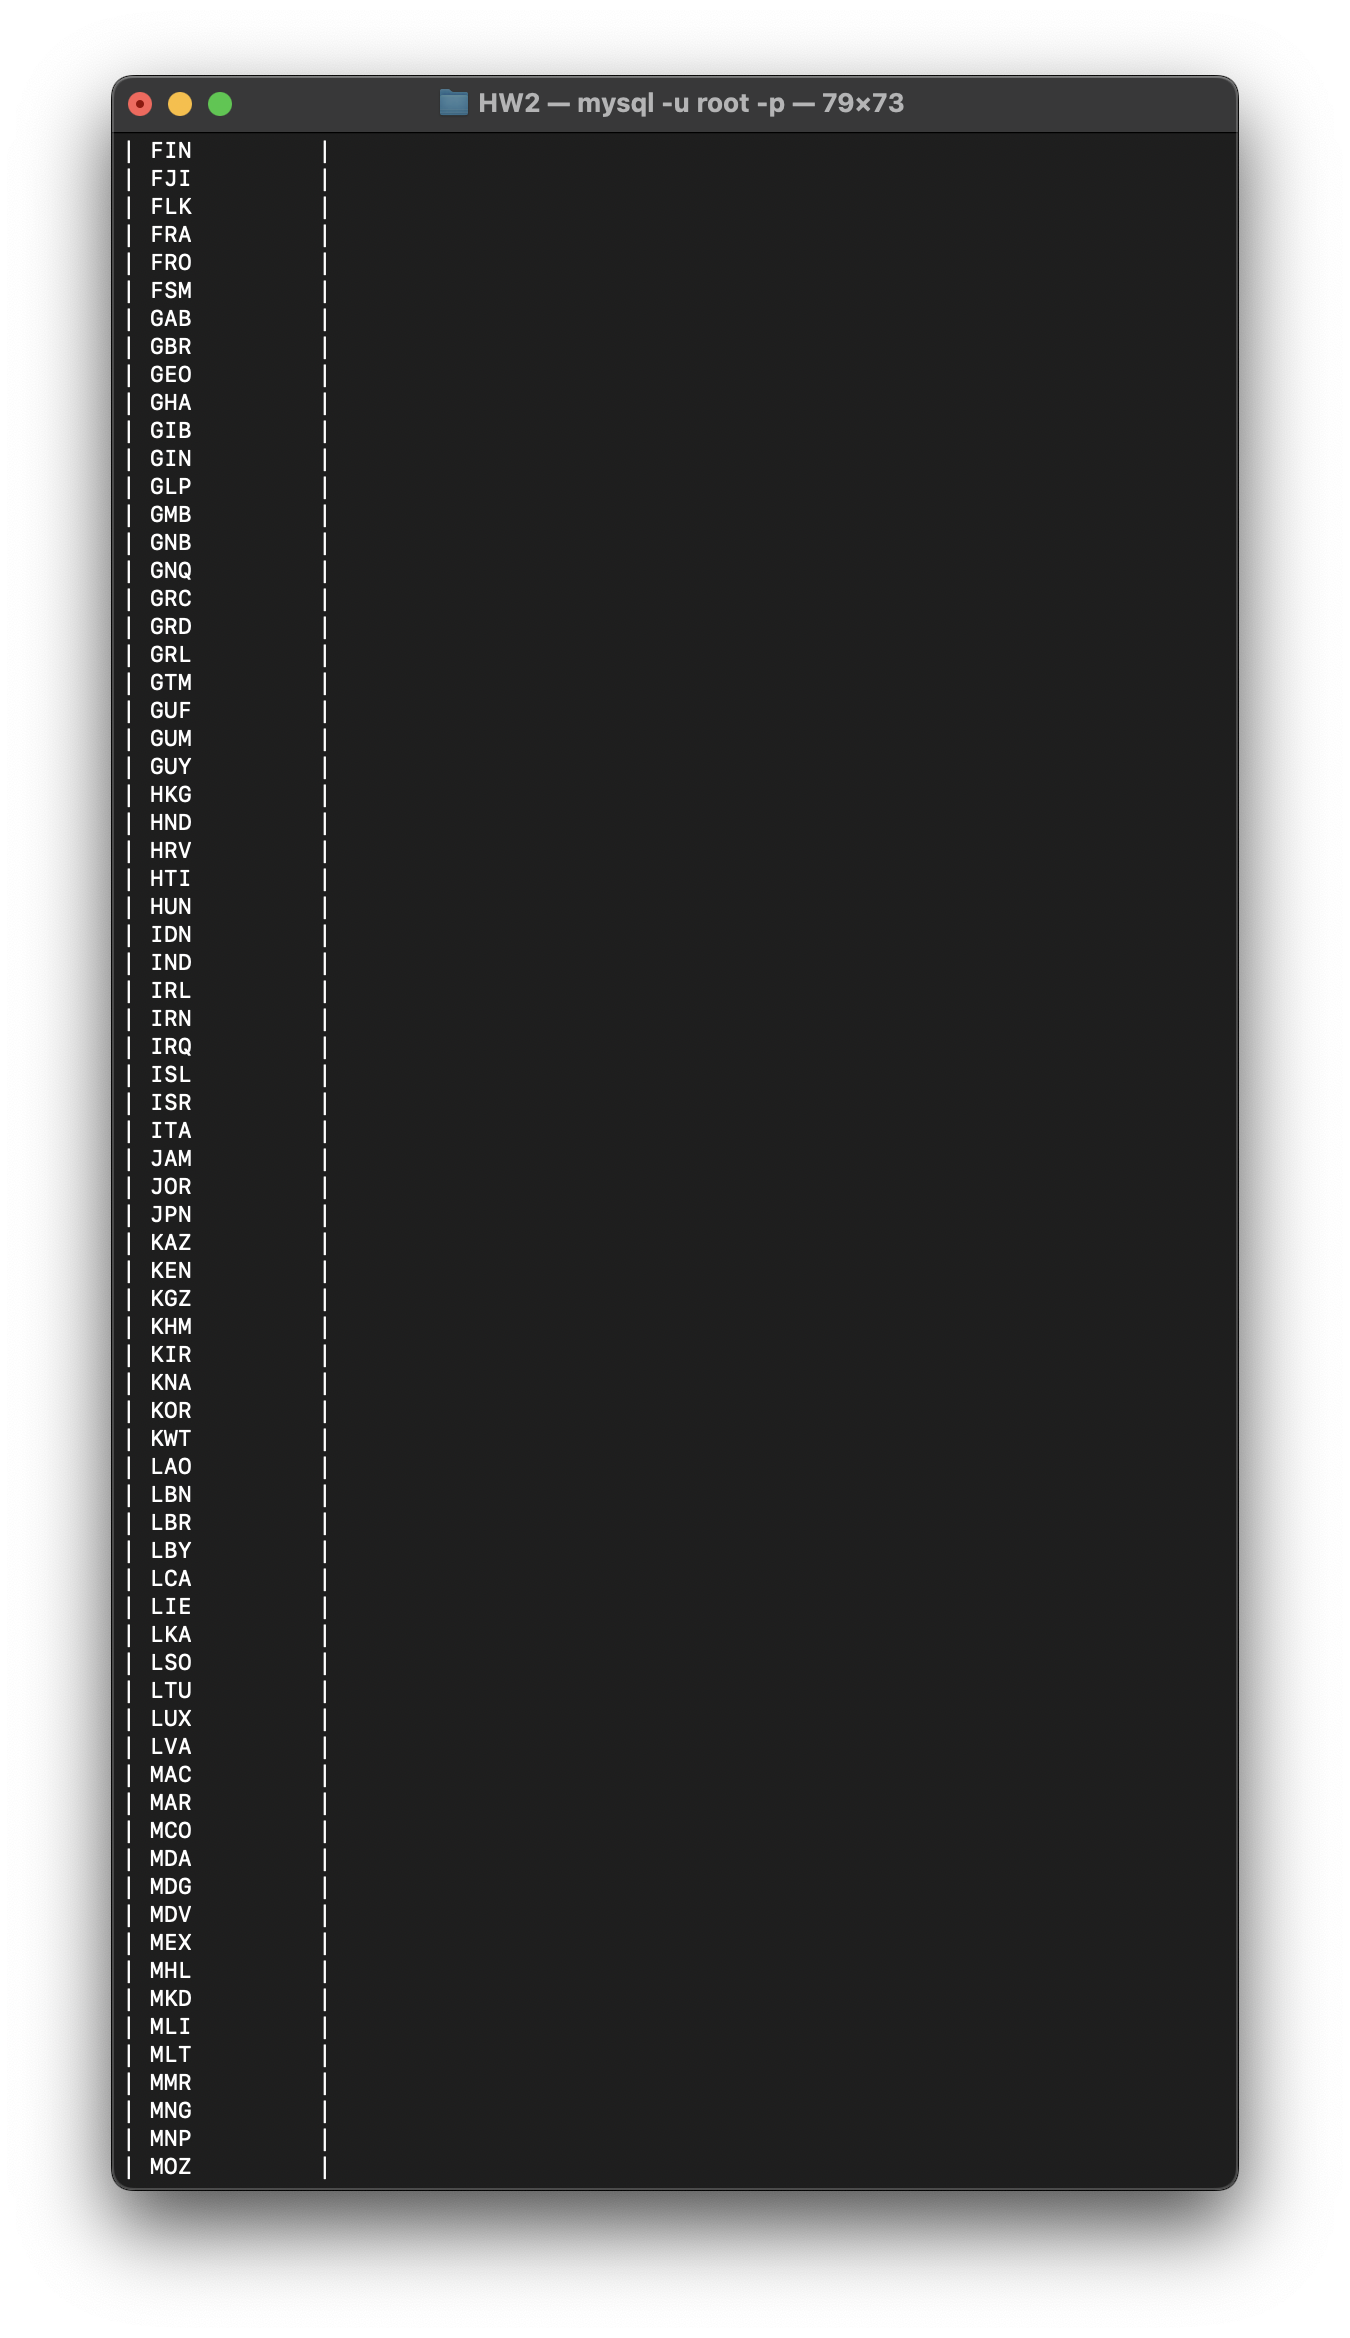 HW2 — mysql -u root -p — 79×73
| FIN         |
| FJI         |
| FLK         |
| FRA         |
| FRO         |
| FSM         |
| GAB         |
| GBR         |
| GEO         |
| GHA         |
| GIB         |
| GIN         |
| GLP         |
| GMB         |
| GNB         |
| GNQ         |
| GRC         |
| GRD         |
| GRL         |
| GTM         |
| GUF         |
| GUM         |
| GUY         |
| HKG         |
| HND         |
| HRV         |
| HTI         |
| HUN         |
| IDN         |
| IND         |
| IRL         |
| IRN         |
| IRQ         |
| ISL         |
| ISR         |
| ITA         |
| JAM         |
| JOR         |
| JPN         |
| KAZ         |
| KEN         |
| KGZ         |
| KHM         |
| KIR         |
| KNA         |
| KOR         |
| KWT         |
| LAO         |
| LBN         |
| LBR         |
| LBY         |
| LCA         |
| LIE         |
| LKA         |
| LSO         |
| LTU         |
| LUX         |
| LVA         |
| MAC         |
| MAR         |
| MCO         |
| MDA         |
| MDG         |
| MDV         |
| MEX         |
| MHL         |
| MKD         |
| MLI         |
| MLT         |
| MMR         |
| MNG         |
| MNP         |
| MOZ         |